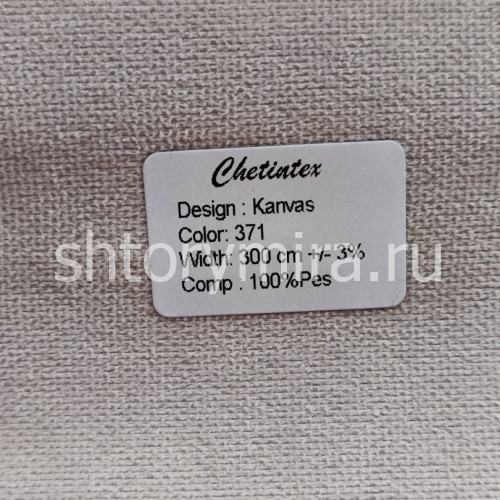 Chetintex
Design : Kanvas
Color: 371
Width: 300 cm +/- 3%
shtorymira.ru
Comp : 100%Pes